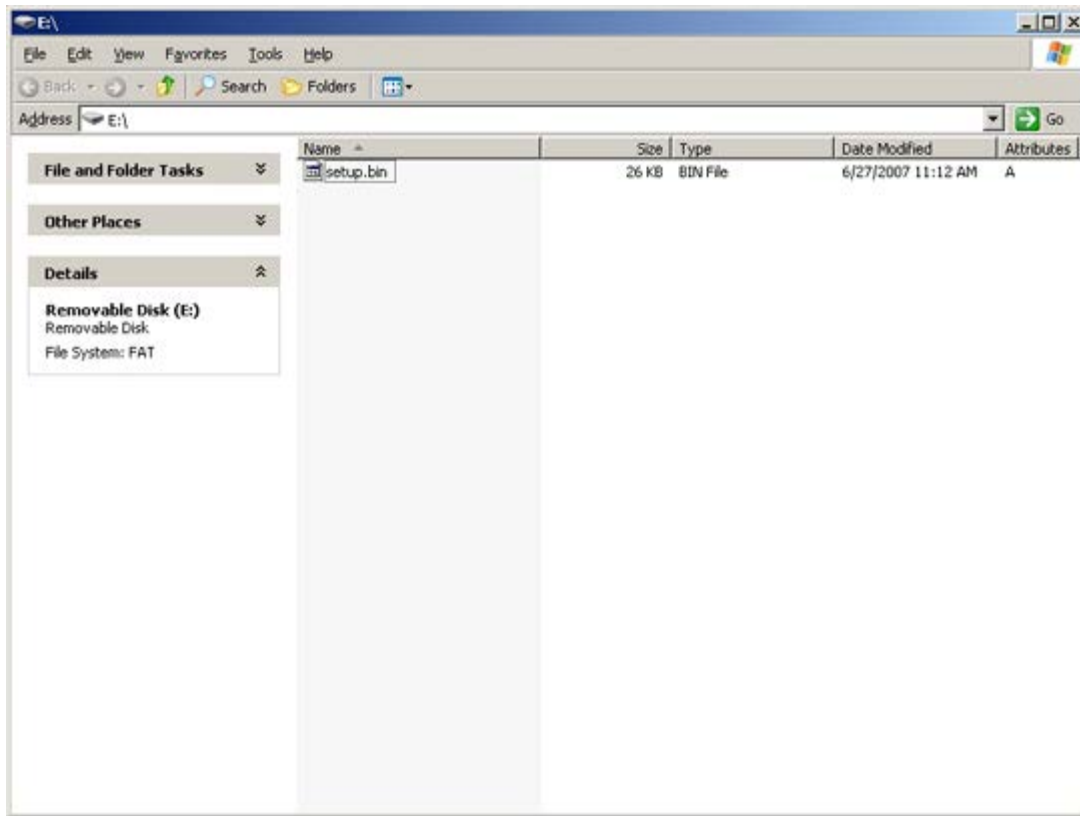 E:\
File Edit View Favorites Tools Help
Back Search Folders
Address E:\ Go
Name Size Type Date Modified Attributes
setup.bin 26 KB BIN File 6/27/2007 11:12 AM A
File and Folder Tasks
Other Places
Details
Removable Disk (E:)
Removable Disk
File System: FAT